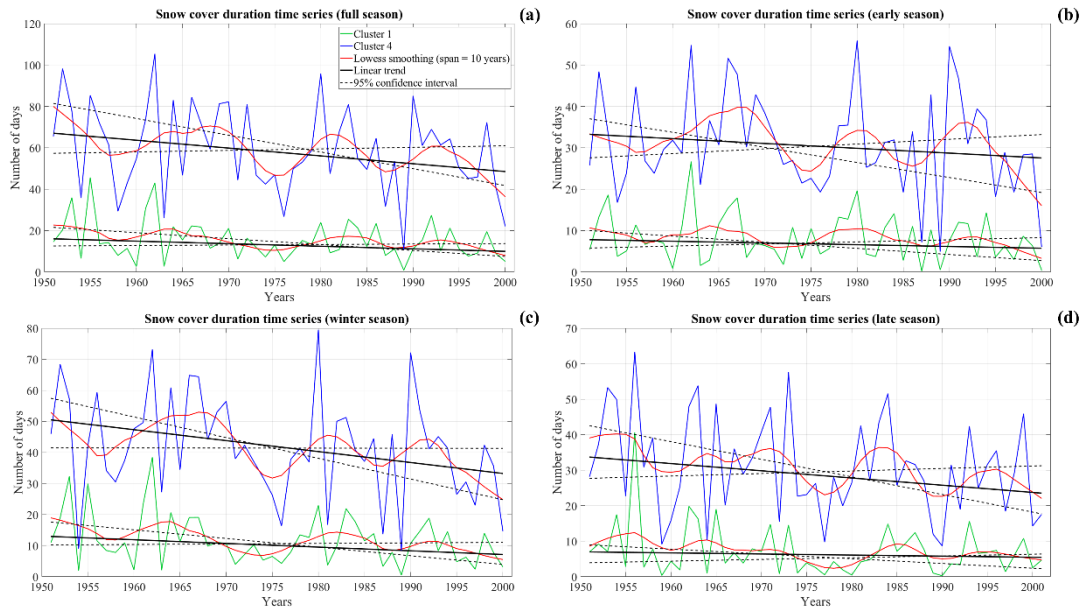 Snow cover duration time series (full season)
(a)
120
100
80
60
40
20
0
Number of days
Cluster 1
Cluster 4
Lowess smoothing (span = 10 years)
Linear trend
95% confidence interval
1950 1955 1960 1965 1970 1975 1980 1985 1990 1995 2000
Years
Snow cover duration time series (early season)
(b)
60
50
40
30
20
10
0
Number of days
1950 1955 1960 1965 1970 1975 1980 1985 1990 1995 2000
Years
Snow cover duration time series (winter season)
(c)
80
70
60
50
40
30
20
10
0
Number of days
1950 1955 1960 1965 1970 1975 1980 1985 1990 1995 2000
Years
Snow cover duration time series (late season)
(d)
70
60
50
40
30
20
10
0
Number of days
1950 1955 1960 1965 1970 1975 1980 1985 1990 1995 2000
Years